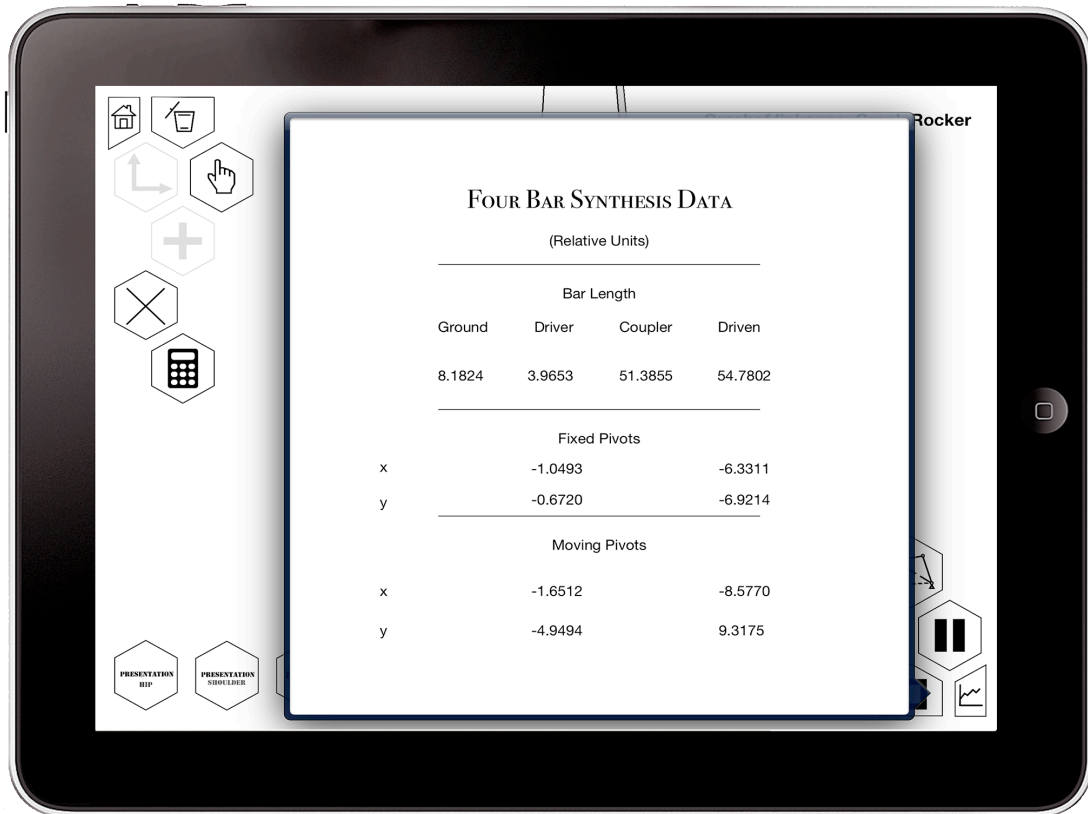 Rocker
Four Bar Synthesis Data
(Relative Units)
Bar Length
Ground Driver Coupler Driven
8.1824 3.9653 51.3855 54.7802
Fixed Pivots
x -1.0493 -6.3311
y -0.6720 -6.9214
Moving Pivots
x -1.6512 -8.5770
y -4.9494 9.3175
PRESENTATION
HIP
PRESENTATION
SHOULDER